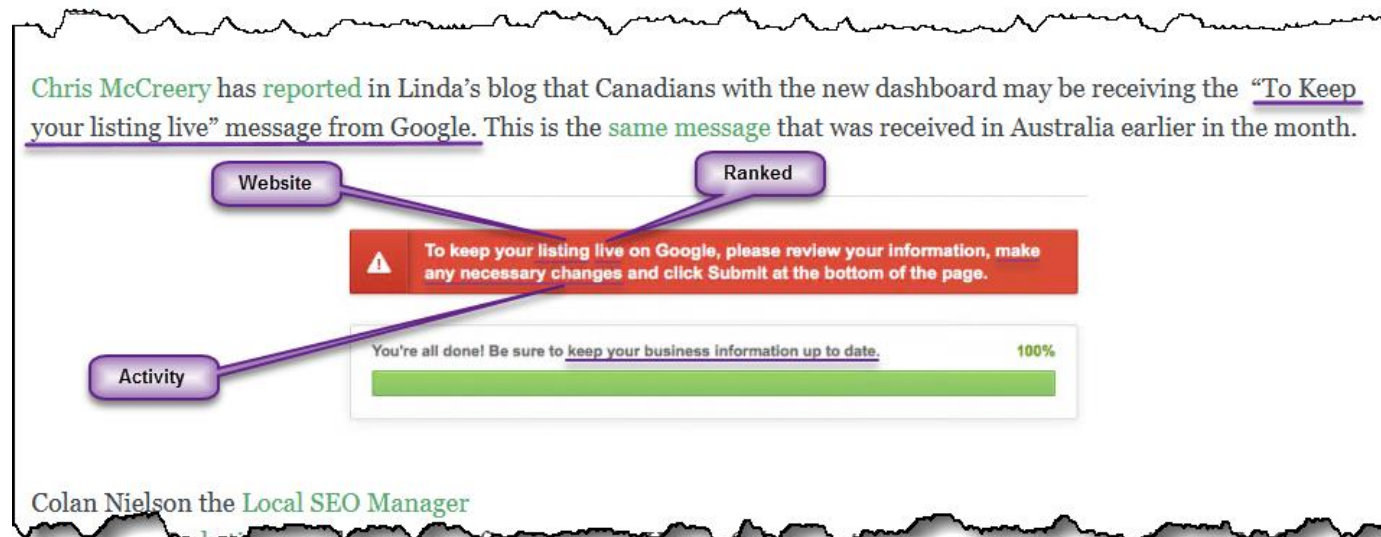 Chris McCreery has reported in Linda's blog that Canadians with the new dashboard may be receiving the “To Keep
your listing live” message from Google. This is the same message that was received in Australia earlier in the month.
Website
Ranked
To keep your listing live on Google, please review your information, make
any necessary changes and click Submit at the bottom of the page.
You're all done! Be sure to keep your business information up to date. 100%
Activity
Colan Nielson the Local SEO Manager